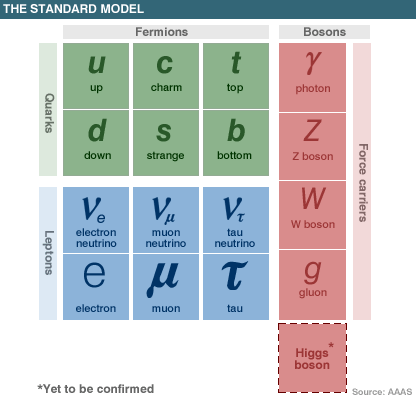 THE STANDARD MODEL
Fermions Bosons
Quarks
u c t γ
up charm top photon
d s b Z
down strange bottom Z boson
Leptons
Force carriers
νe νμ ντ W
electron neutrino muon neutrino tau neutrino W boson
e μ τ g
electron muon tau gluon
Higgs*
boson
*Yet to be confirmed
Source: AAAS